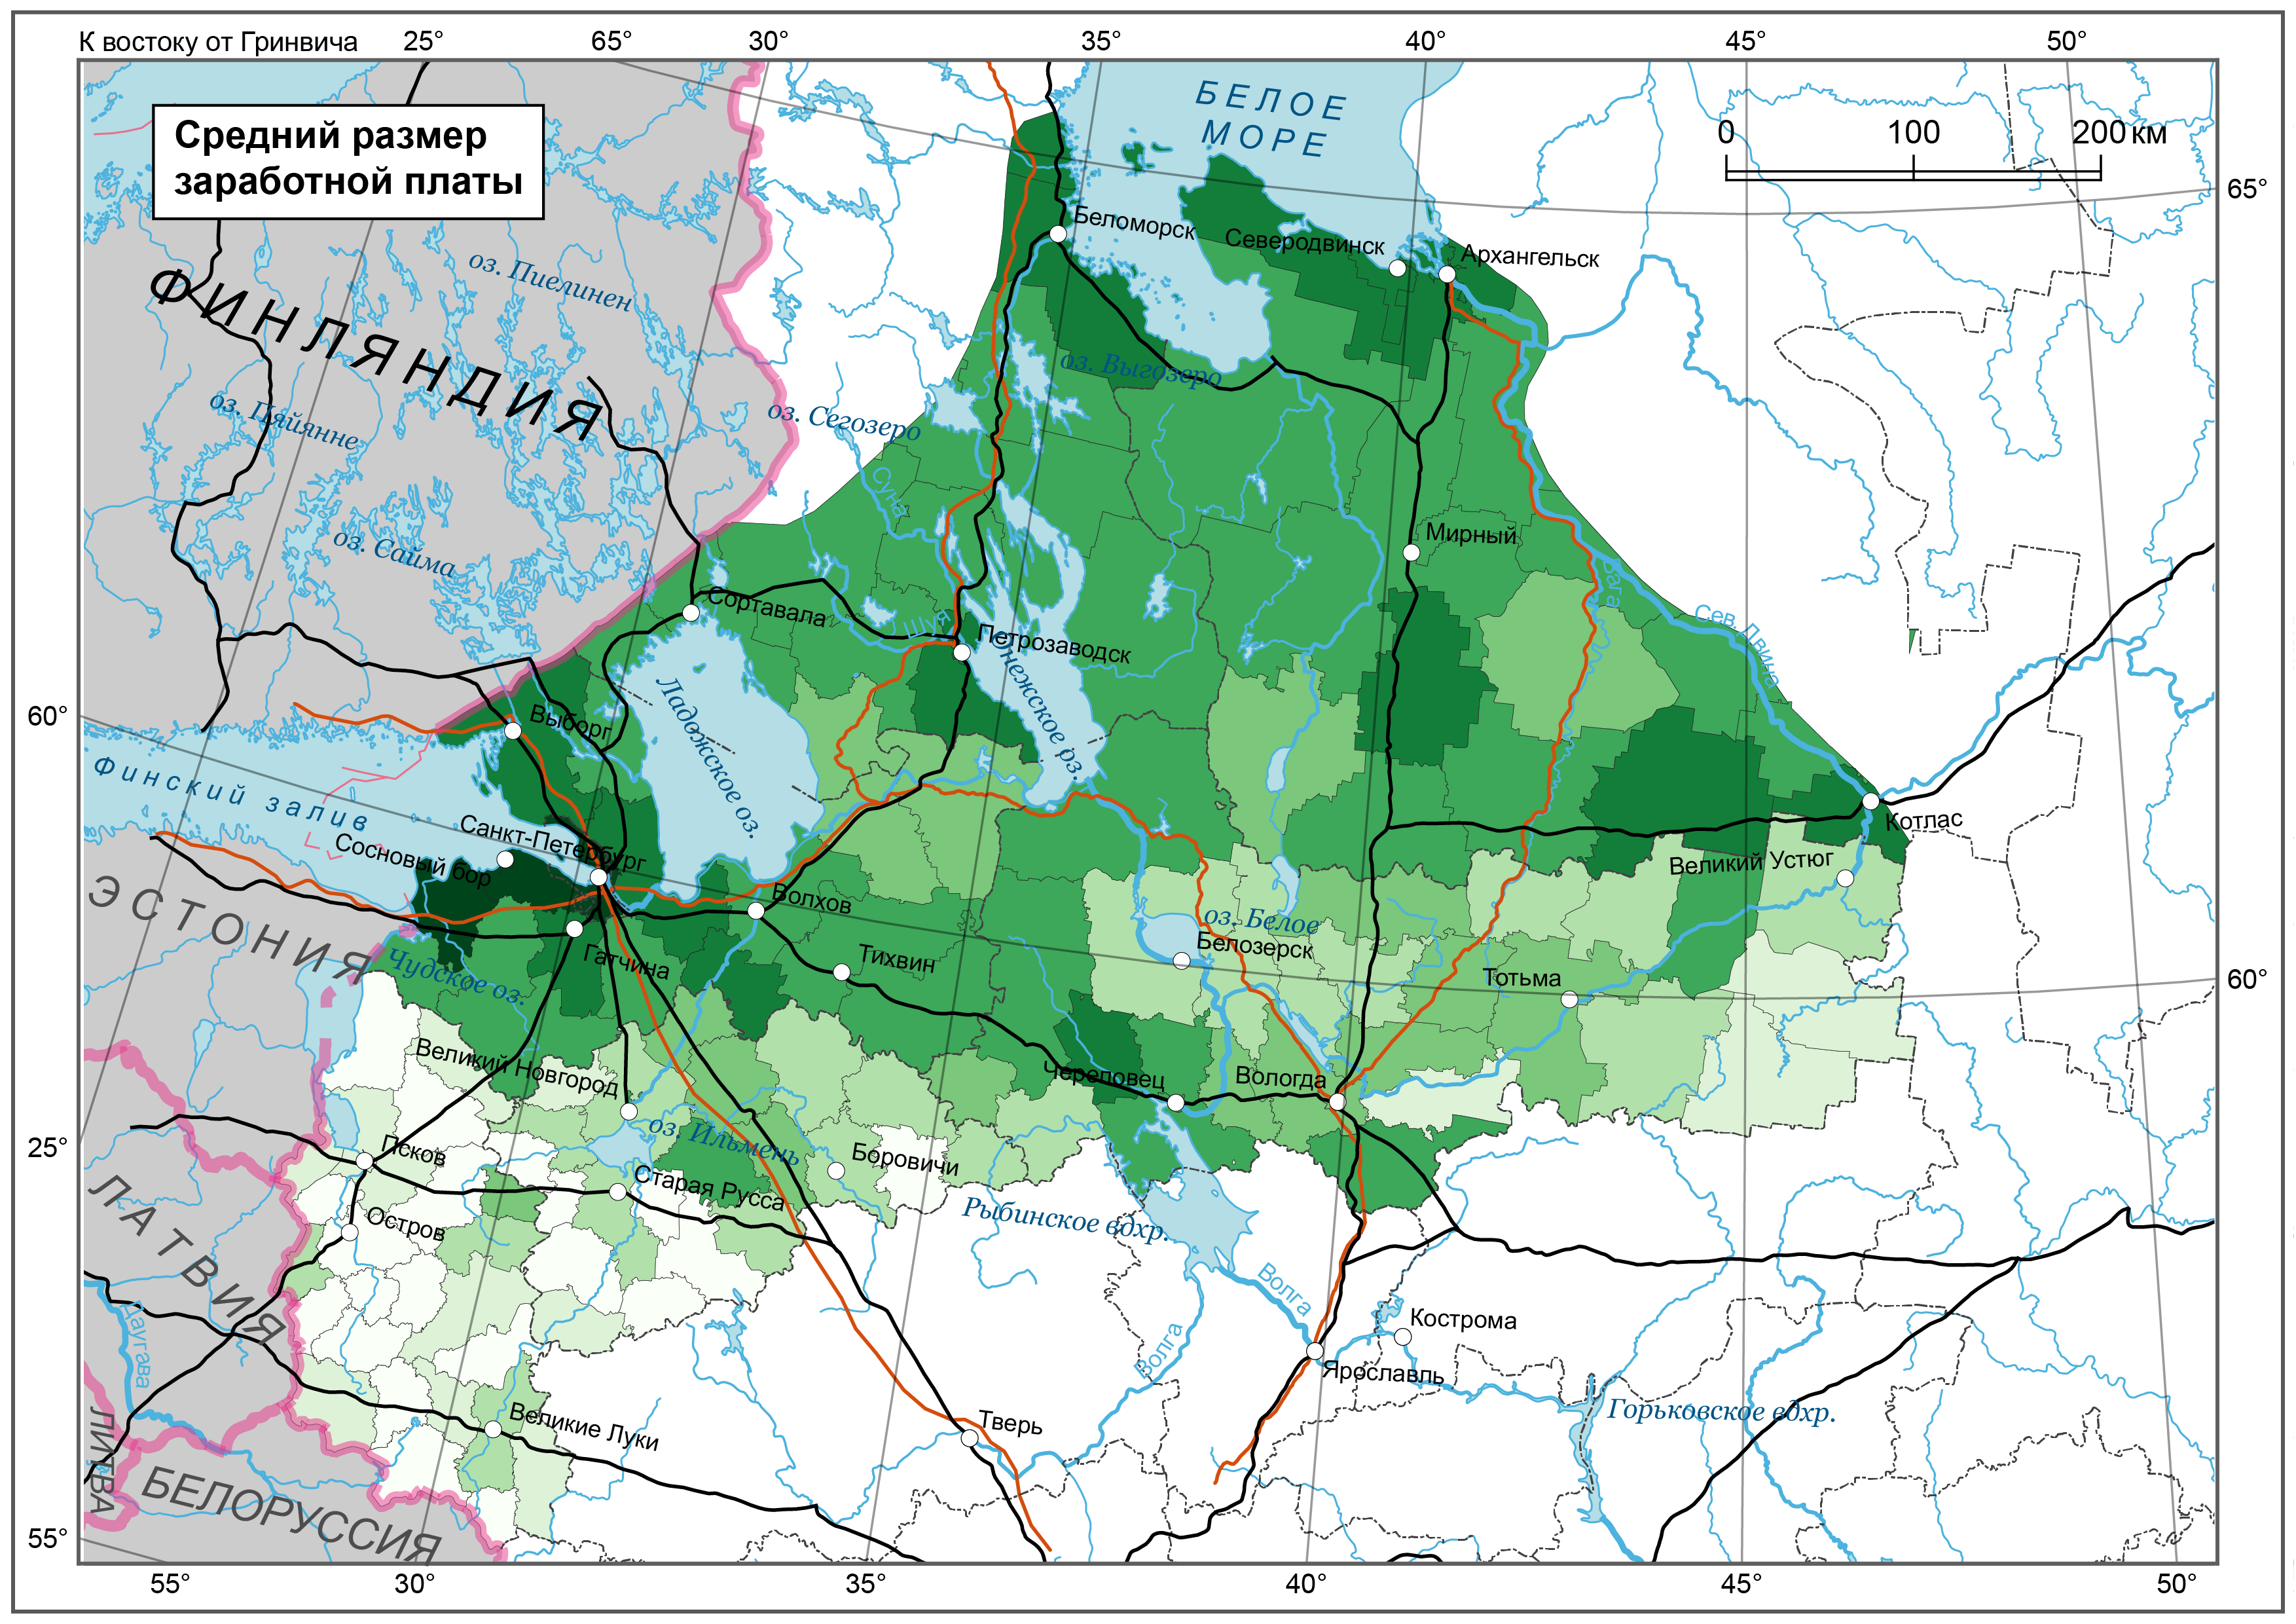 К востоку от Гринвича
25°
65°
30°
35°
40°
45°
50°
Средний размер
заработной платы
БЕЛОЕ
МОРЕ
0
100
200 км
65°
Беломорск
Северодвинск
Архангельск
оз. Пиелинен
ФИНЛЯНДИЯ
оз. Выгозеро
оз. Пяйянне
оз. Сегозеро
Суна
оз. Сайма
Мирный
Вага
Сев. Двина
Сортавала
Шуя
Петрозаводск
Онежское рз.
Ладожское оз.
60°
Выборг
Финский залив
Санкт-Петербург
Сосновый бор
Котлас
Великий Устюг
ЭСТОНИЯ
Волхов
оз. Белое
Белозерск
Гатчина
Тихвин
Чудское оз.
Тотьма
60°
Великий Новгород
Череповец
Вологда
25°
Псков
оз. Ильмень
Боровичи
Старая Русса
ЛАТВИЯ
Остров
Рыбинское вдхр.
Волга
Волга
Даугава
Кострома
Ярославль
Горьковское вдхр.
ЛИТВА
Великие Луки
Тверь
БЕЛОРУССИЯ
55°
55°
30°
35°
40°
45°
50°